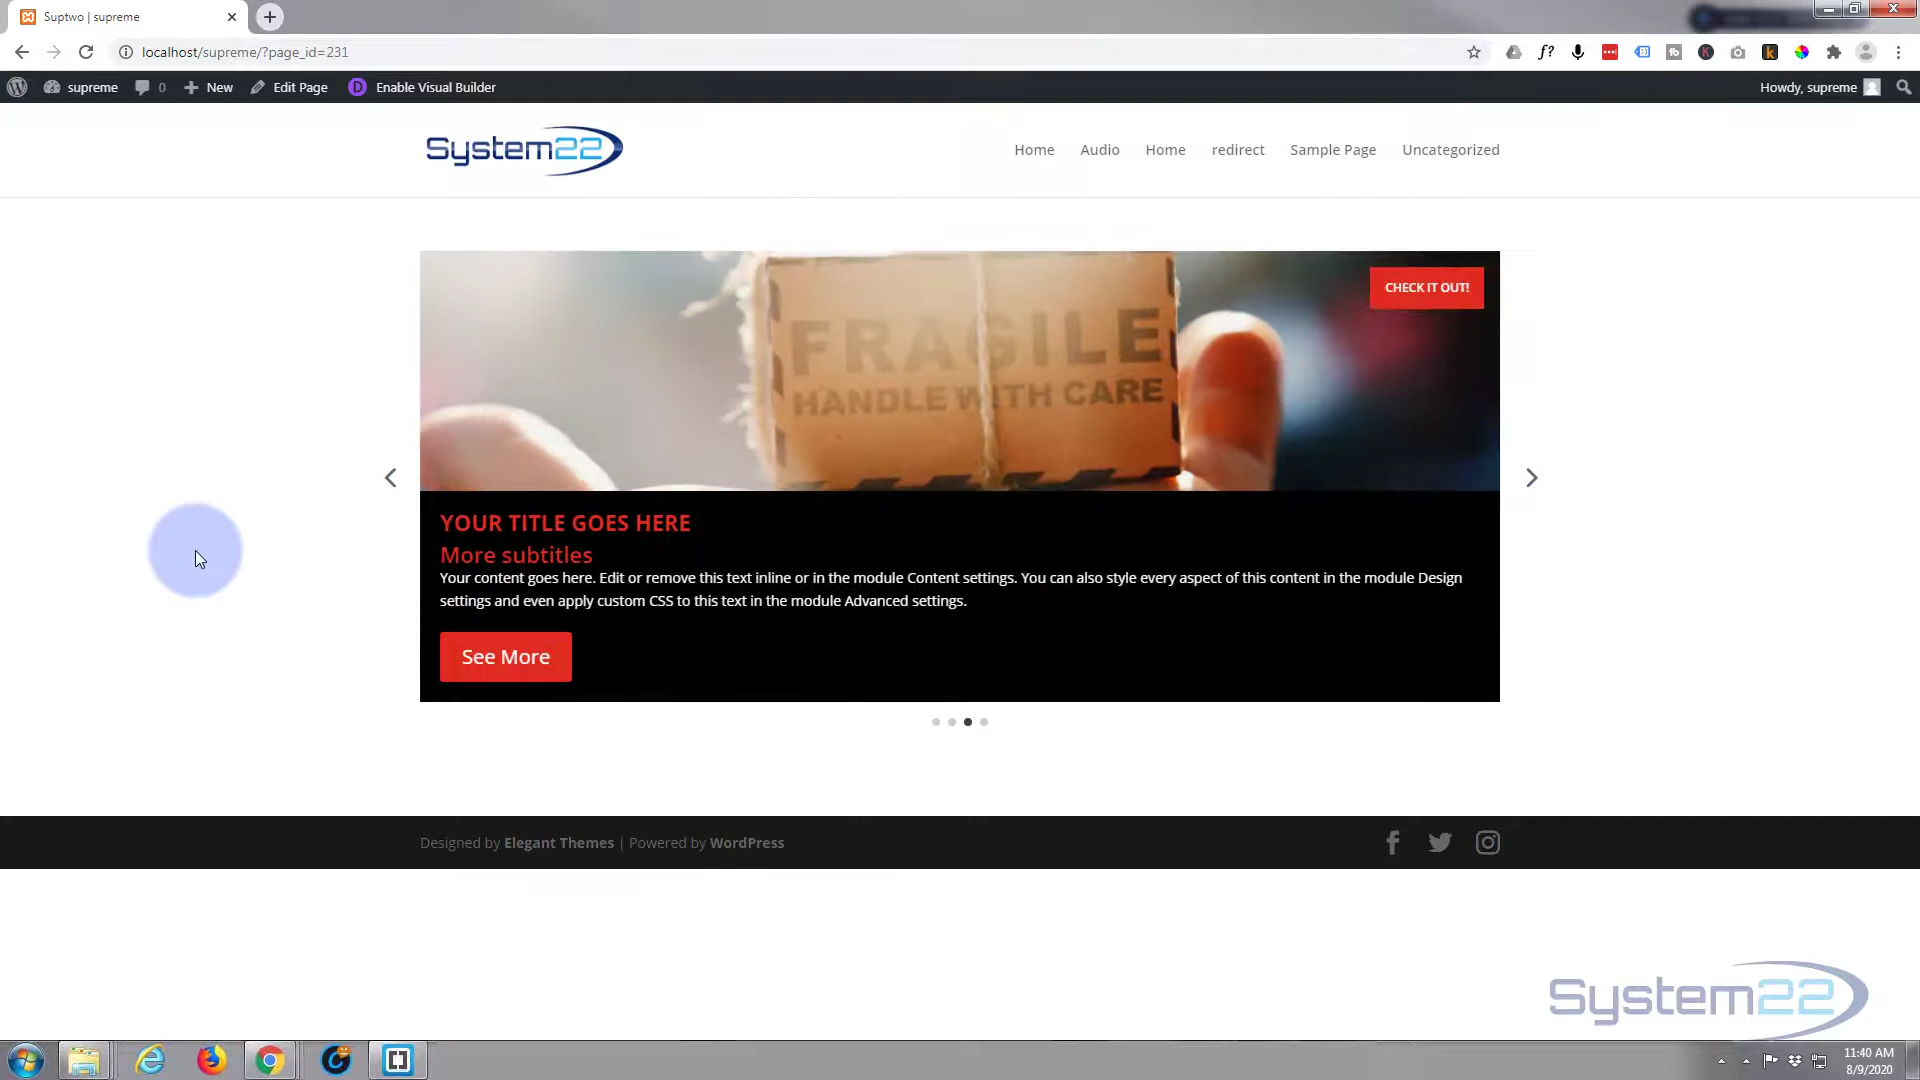 Suptwo | supreme
localhost/supreme/?page_id=231
supreme 0 New Edit Page Enable Visual Builder Howdy, supreme
System22
Home Audio Home redirect Sample Page Uncategorized
CHECK IT OUT!
FRAGILE
HANDLE WITH CARE
YOUR TITLE GOES HERE
More subtitles
Your content goes here. Edit or remove this text inline or in the module Content settings. You can also style every aspect of this content in the module Design
settings and even apply custom CSS to this text in the module Advanced settings.
See More
Designed by Elegant Themes | Powered by WordPress
System22
11:40 AM
8/9/2020